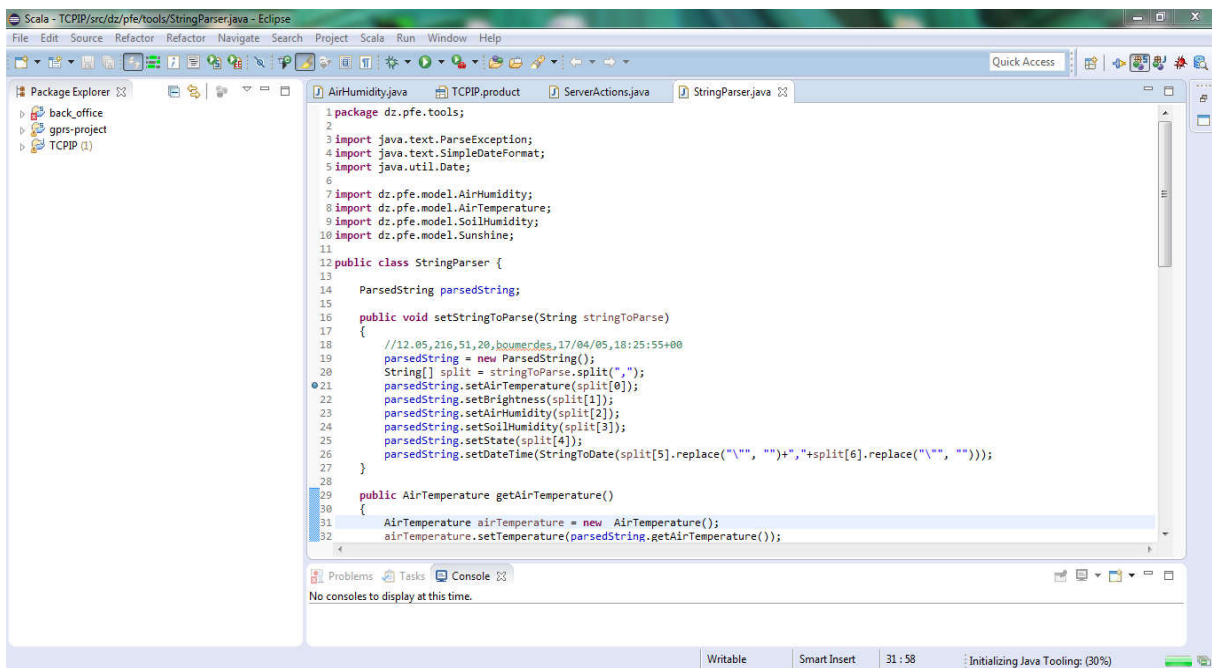 Scala - TCPIP/src/dz/pfe/tools/StringParser.java - Eclipse
File Edit Source Refactor Refactor Navigate Search Project Scala Run Window Help
Quick Access
Package Explorer
back_office
gprs-project
TCPIP (1)
AirHumidity.java TCPIP.product ServerActions.java StringParser.java
1 package dz.pfe.tools;
2
3 import java.text.ParseException;
4 import java.text.SimpleDateFormat;
5 import java.util.Date;
6
7 import dz.pfe.model.AirHumidity;
8 import dz.pfe.model.AirTemperature;
9 import dz.pfe.model.SoilHumidity;
10 import dz.pfe.model.Sunshine;
11
12 public class StringParser {
13
14 ParsedString parsedString;
15
16 public void setStringToParse(String stringToParse)
17 {
18 //12.05,216,51,20,boumerdes,17/04/05,18:25:55+00
19 parsedString = new ParsedString();
20 String[] split = stringToParse.split(",");
21 parsedString.setAirTemperature(split[0]);
22 parsedString.setBrightness(split[1]);
23 parsedString.setAirHumidity(split[2]);
24 parsedString.setSoilHumidity(split[3]);
25 parsedString.setState(split[4]);
26 parsedString.setDateTime(StringToDate(split[5].replace("\"", "")+","+split[6].replace("\"", "")));
27 }
28
29 public AirTemperature getAirTemperature()
30 {
31 AirTemperature airTemperature = new  AirTemperature();
32 airTemperature.setTemperature(parsedString.getAirTemperature());
Problems Tasks Console
No consoles to display at this time.
Writable Smart Insert 31 : 58 Initializing Java Tooling: (30%)